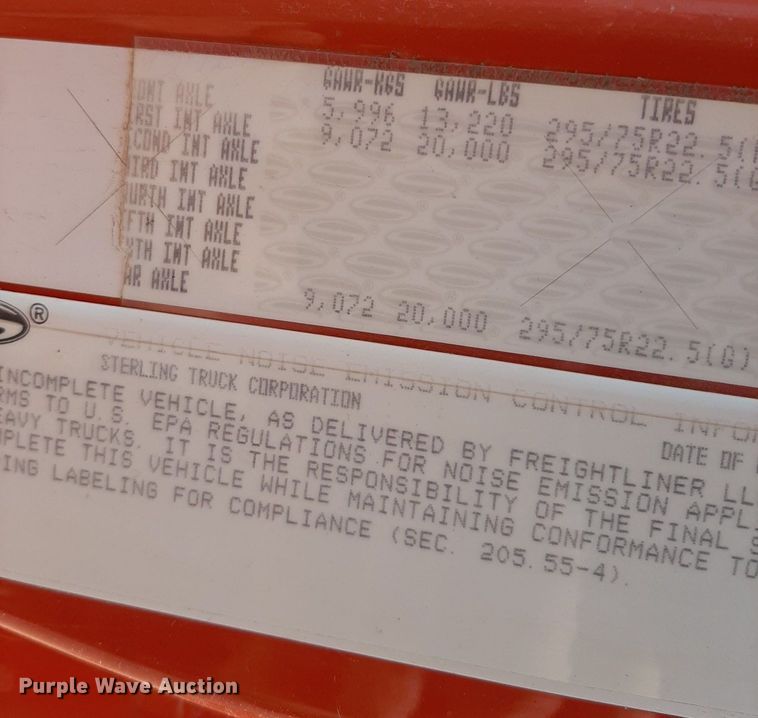 GAWR-KGS GAWR-LBS TIRES
ONT AXLE 5,996 13,220 295/75R22.5(
RST INT AXLE 9,072 20,000 295/75R22.5(G
COND INT AXLE
IRD INT AXLE
OURTH INT AXLE
FTH INT AXLE
XTH INT AXLE
AR AXLE 9,072 20,000 295/75R22.5(G)
®
VEHICLE NOISE EMISSION CONTROL INFOR
STERLING TRUCK CORPORATION DATE OF
INCOMPLETE VEHICLE, AS DELIVERED BY FREIGHTLINER LL
RMS TO U.S. EPA REGULATIONS FOR NOISE EMISSION APPL
EAVY TRUCKS. IT IS THE RESPONSIBILITY OF THE FINAL S
MPLETE THIS VEHICLE WHILE MAINTAINING CONFORMANCE TO
ING LABELING FOR COMPLIANCE (SEC. 205.55-4).
Purple Wave Auction